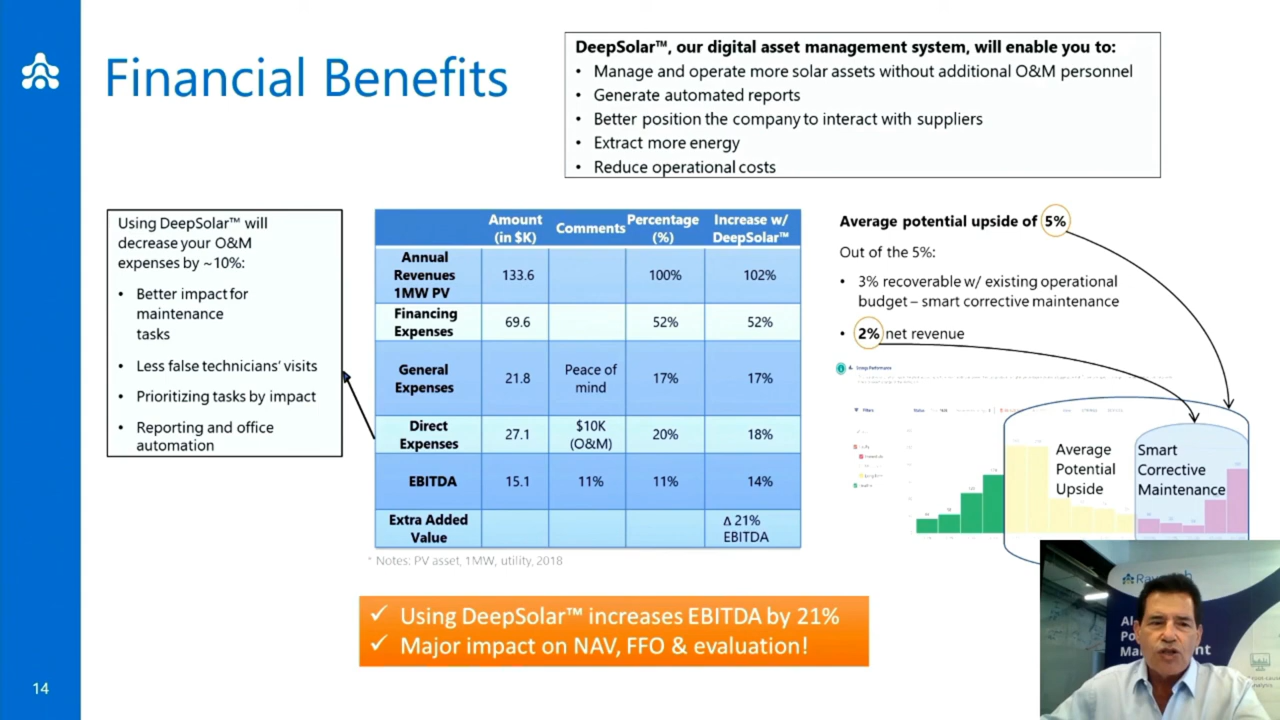 Financial Benefits
DeepSolar™, our digital asset management system, will enable you to:
• Manage and operate more solar assets without additional O&M personnel
• Generate automated reports
• Better position the company to interact with suppliers
• Extract more energy
• Reduce operational costs
Using DeepSolar™ will
decrease your O&M
expenses by ~10%:
• Better impact for
maintenance
tasks
• Less false technicians' visits
• Prioritizing tasks by impact
• Reporting and office
automation
Amount (in $K) Comments Percentage (%) Increase w/ DeepSolar™
Annual Revenues 1MW PV 133.6 100% 102%
Financing Expenses 69.6 52% 52%
General Expenses 21.8 Peace of mind 17% 17%
Direct Expenses 27.1 $10K (O&M) 20% 18%
EBITDA 15.1 11% 11% 14%
Extra Added Value Δ 21% EBITDA
* Notes: PV asset, 1MW, utility, 2018
Average potential upside of 5%
Out of the 5%:
• 3% recoverable w/ existing operational
budget – smart corrective maintenance
• 2% net revenue
Average
Potential
Upside
Smart
Corrective
Maintenance
✓ Using DeepSolar™ increases EBITDA by 21%
✓ Major impact on NAV, FFO & evaluation!
14